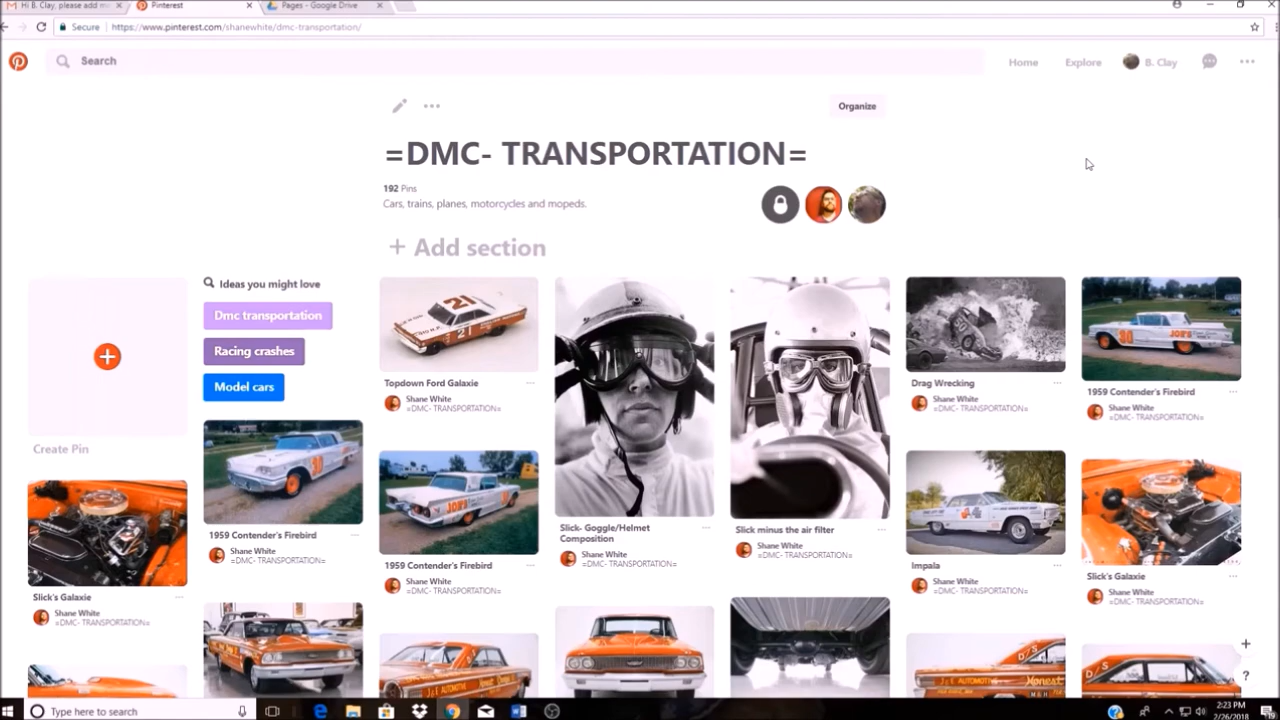 Hi B. Clay, please add me
Pinterest
Pages - Google Drive
Secure
https://www.pinterest.com/shanewhite/dmc-transportation/
Search
Home
Explore
B. Clay
Organize
=DMC- TRANSPORTATION=
192 Pins
Cars, trains, planes, motorcycles and mopeds.
+ Add section
Create Pin
Ideas you might love
Dmc transportation
Racing crashes
Model cars
Topdown Ford Galaxie
Shane White
=DMC- TRANSPORTATION=
Slick- Goggle/Helmet
Composition
Shane White
=DMC- TRANSPORTATION=
Slick minus the air filter
Shane White
=DMC- TRANSPORTATION=
Drag Wrecking
Shane White
=DMC- TRANSPORTATION=
1959 Contender's Firebird
Shane White
=DMC- TRANSPORTATION=
Slick's Galaxie
Shane White
=DMC- TRANSPORTATION=
1959 Contender's Firebird
Shane White
=DMC- TRANSPORTATION=
1959 Contender's Firebird
Shane White
=DMC- TRANSPORTATION=
Impala
Shane White
=DMC- TRANSPORTATION=
Slick's Galaxie
Shane White
=DMC- TRANSPORTATION=
21
30
JOE'S
J&E AUTOMOTIVE
Honest
D/S
Type here to search
2:23 PM
2/26/2018